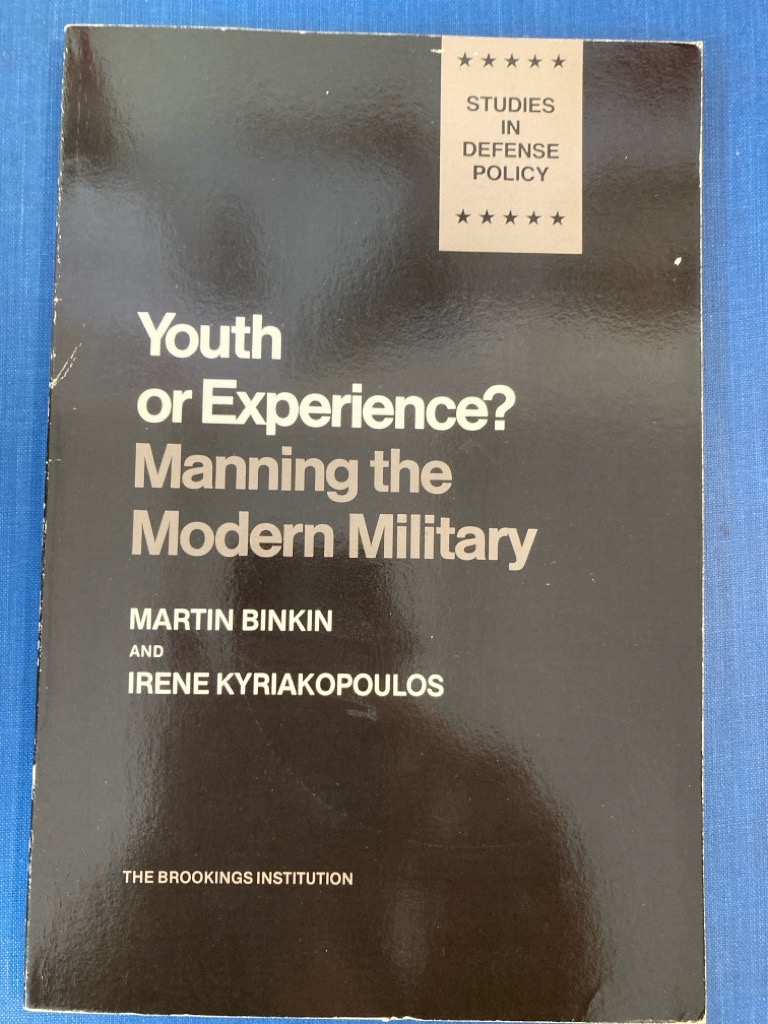 ★ ★ ★ ★ ★
STUDIES
IN
DEFENSE
POLICY
★ ★ ★ ★ ★
Youth
or Experience?
Manning the
Modern Military
MARTIN BINKIN
AND
IRENE KYRIAKOPOULOS
THE BROOKINGS INSTITUTION